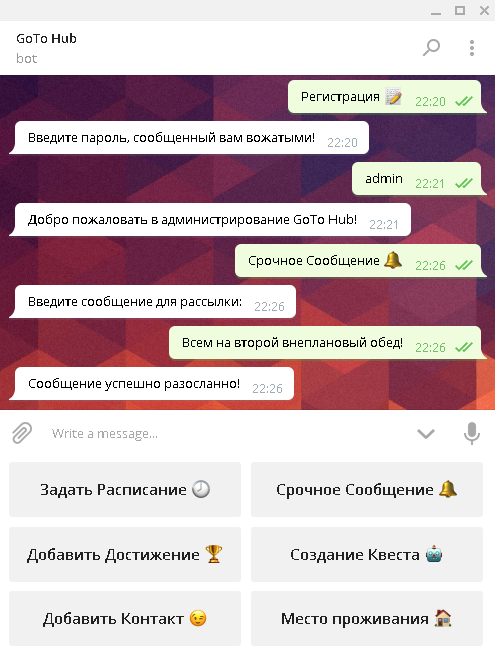 GoTo Hub
bot
Регистрация 📝 22:20
Введите пароль, сообщенный вам вожатыми! 22:20
admin 22:21
Добро пожаловать в администрирование GoTo Hub! 22:21
Срочное Сообщение 🔔 22:26
Введите сообщение для рассылки: 22:26
Всем на второй внеплановый обед! 22:26
Сообщение успешно разосланно! 22:26
Write a message...
Задать Расписание 🕗
Срочное Сообщение 🔔
Добавить Достижение 🏆
Создание Квеста 🤖
Добавить Контакт 😉
Место проживания 🏠